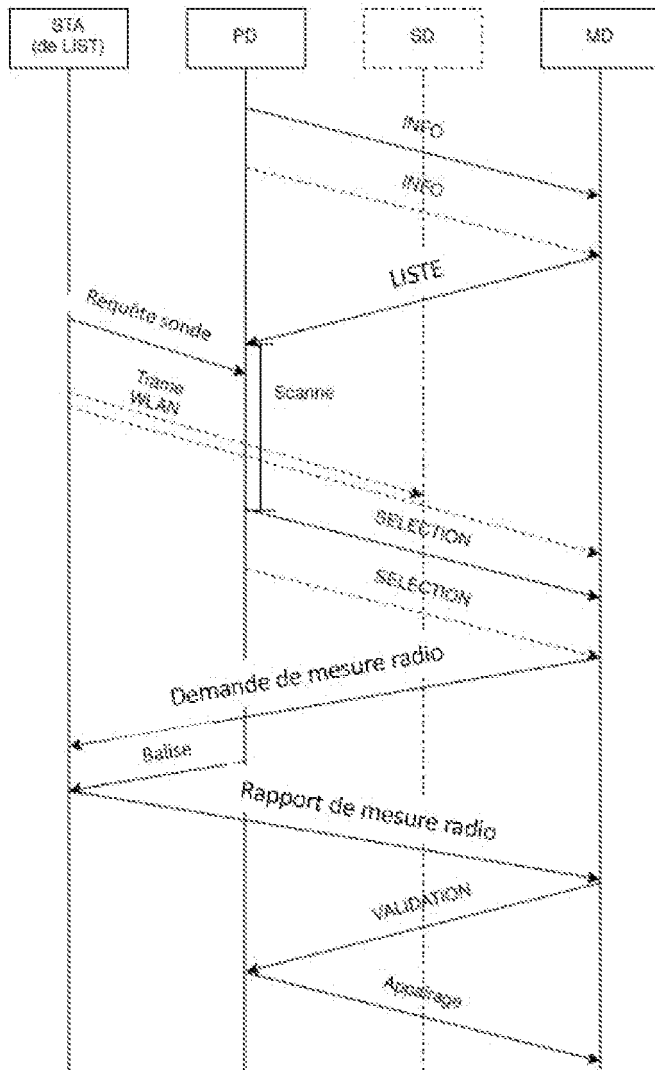 STA
(de LIST)
PD
SD
MD
INFO
INFO
LISTE
Requête sonde
Scanne
Trame
WLAN
SELECTION
SELECTION
Demande de mesure radio
Balise
Rapport de mesure radio
VALIDATION
Appairage